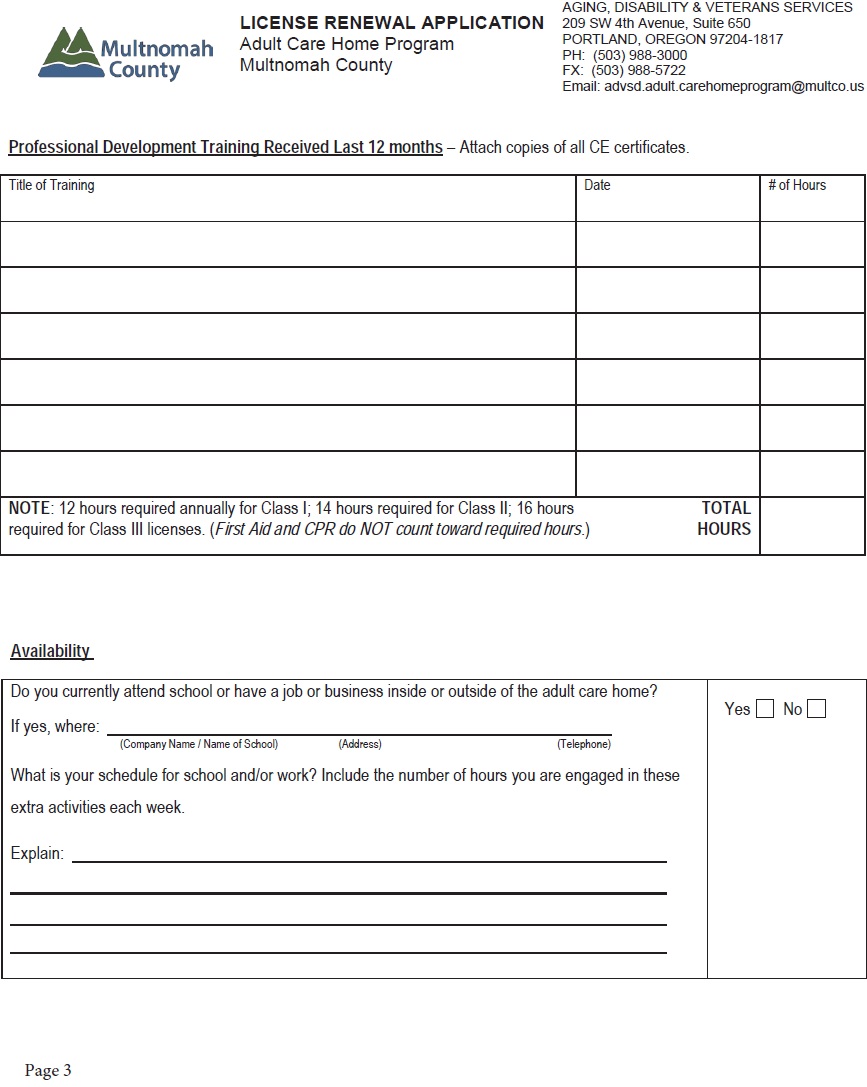 Multnomah
County
LICENSE RENEWAL APPLICATION
Adult Care Home Program
Multnomah County
AGING, DISABILITY & VETERANS SERVICES
209 SW 4th Avenue, Suite 650
PORTLAND, OREGON 97204-1817
PH:  (503) 988-3000
FX:  (503) 988-5722
Email: advsd.adult.carehomeprogram@multco.us
Professional Development Training Received Last 12 months – Attach copies of all CE certificates.
Title of Training Date # of Hours
NOTE: 12 hours required annually for Class I; 14 hours required for Class II; 16 hours TOTAL
required for Class III licenses. (First Aid and CPR do NOT count toward required hours.) HOURS
Availability
Do you currently attend school or have a job or business inside or outside of the adult care home?
Yes No
If yes, where:
(Company Name / Name of School) (Address) (Telephone)
What is your schedule for school and/or work? Include the number of hours you are engaged in these
extra activities each week.
Explain:
Page 3